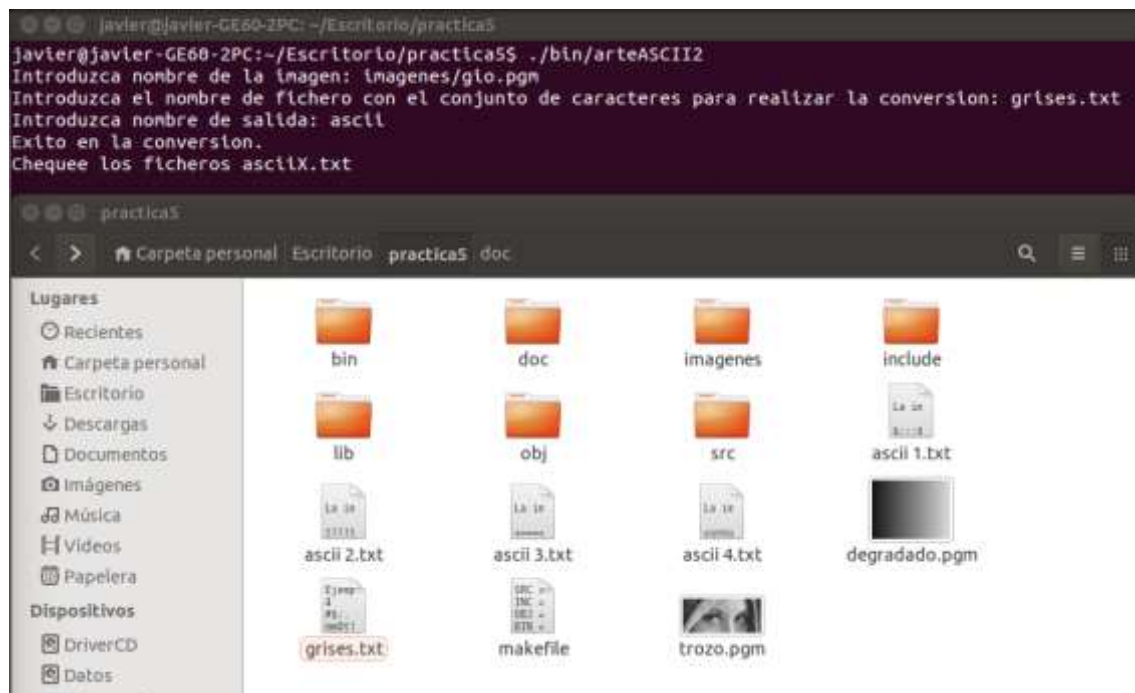 javier@javier-GE60-2PC: ~/Escritorio/practica5
javier@javier-GE60-2PC:~/Escritorio/practica5$ ./bin/arteASCII2
Introduzca nombre de la imagen: imagenes/gio.pgm
Introduzca el nombre de fichero con el conjunto de caracteres para realizar la conversion: grises.txt
Introduzca nombre de salida: ascii
Exito en la conversion.
Chequee los ficheros asciiX.txt
practica5
Carpeta personal Escritorio practica5 doc
Lugares
Recientes
Carpeta personal
Escritorio
Descargas
Documentos
Imágenes
Música
Vídeos
Papelera
Dispositivos
DriverCD
Datos
bin doc imagenes include
lib obj src ascii 1.txt
ascii 2.txt ascii 3.txt ascii 4.txt degradado.pgm
grises.txt makefile trozo.pgm